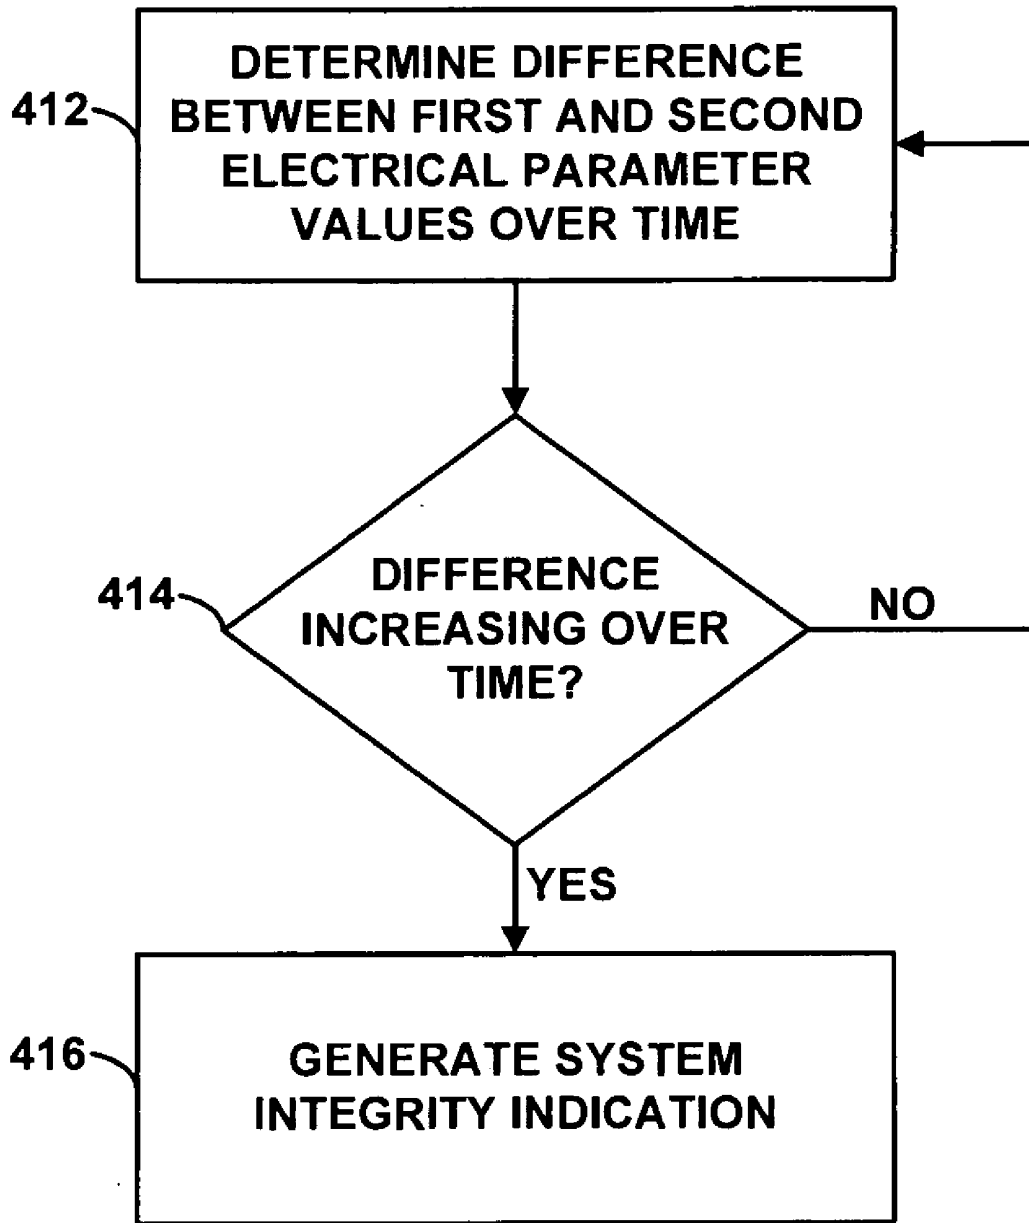 412
DETERMINE DIFFERENCE
BETWEEN FIRST AND SECOND
ELECTRICAL PARAMETER
VALUES OVER TIME
414
DIFFERENCE
INCREASING OVER
TIME?
NO
YES
416
GENERATE SYSTEM
INTEGRITY INDICATION